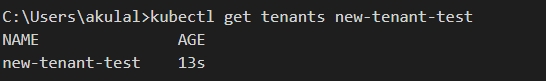 C:\Users\akulal>kubectl get tenants new-tenant-test
NAME              AGE
new-tenant-test   13s